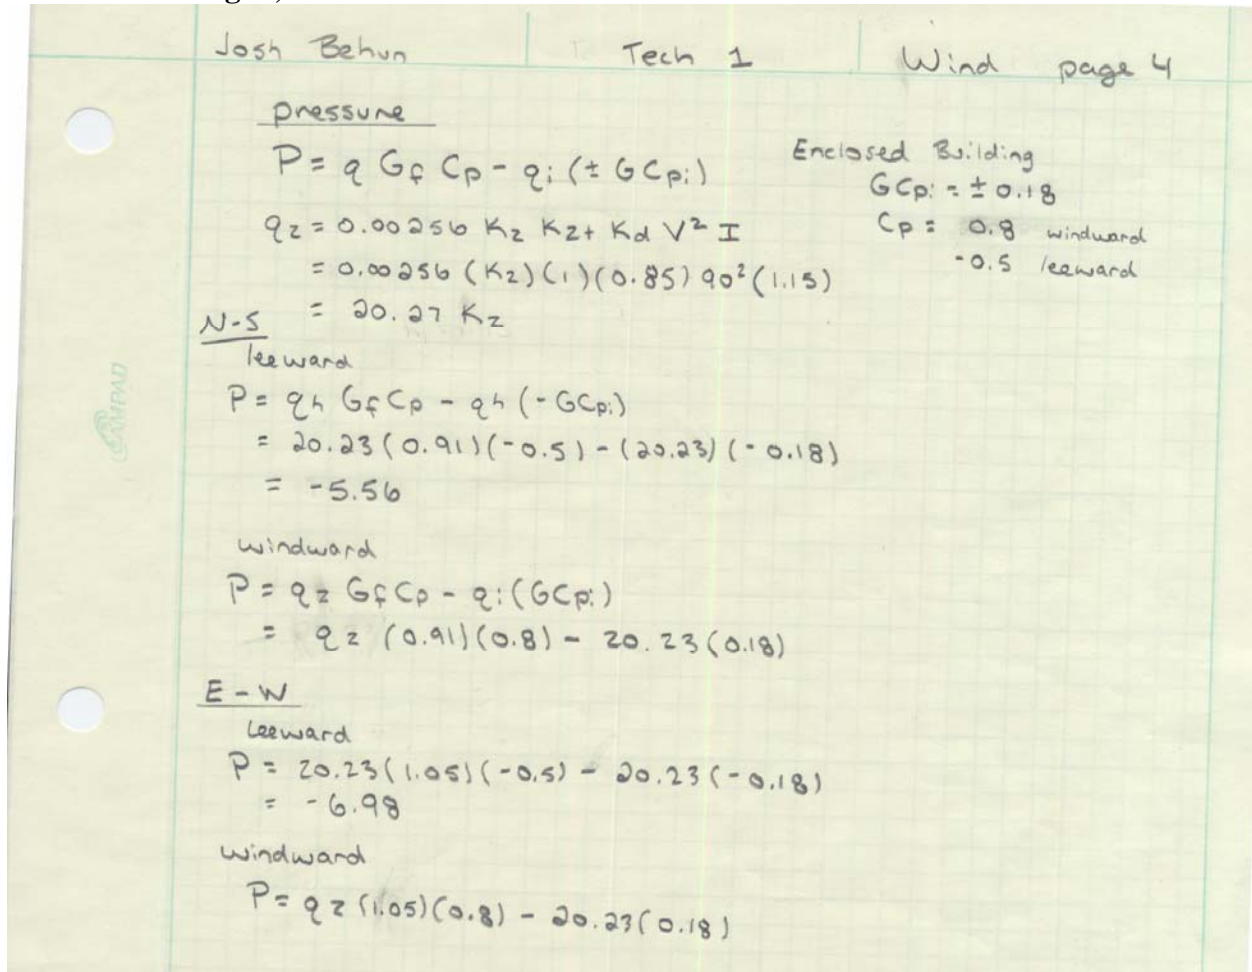 Josh Behun Tech 1 Wind page 4
pressure
P = q Gf Cp - qi (± GCpi)
Enclosed Building
GCpi = ± 0.18
Cp = 0.8 windward
-0.5 leeward
qz = 0.00256 Kz Kzt Kd V² I
= 0.00256 (Kz)(1)(0.85) 90² (1.15)
= 20.27 Kz
N-S
leeward
P = qh Gf Cp - qh (-GCpi)
= 20.23 (0.91)(-0.5) - (20.23)(-0.18)
= -5.56
windward
P = qz Gf Cp - qi (GCpi)
= qz (0.91)(0.8) - 20.23 (0.18)
E - W
Leeward
P = 20.23 (1.05)(-0.5) - 20.23 (-0.18)
= -6.98
windward
P = qz (1.05)(0.8) - 20.23 (0.18)
AMPAD